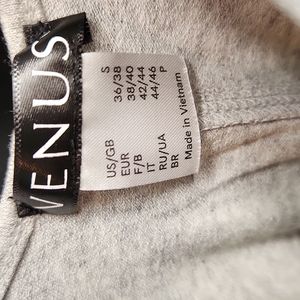 VENUS
US/GB S
EUR 36/38
F/B 38/40
IT 42/44
RU/UA 44/46
BR P
Made in Vietnam